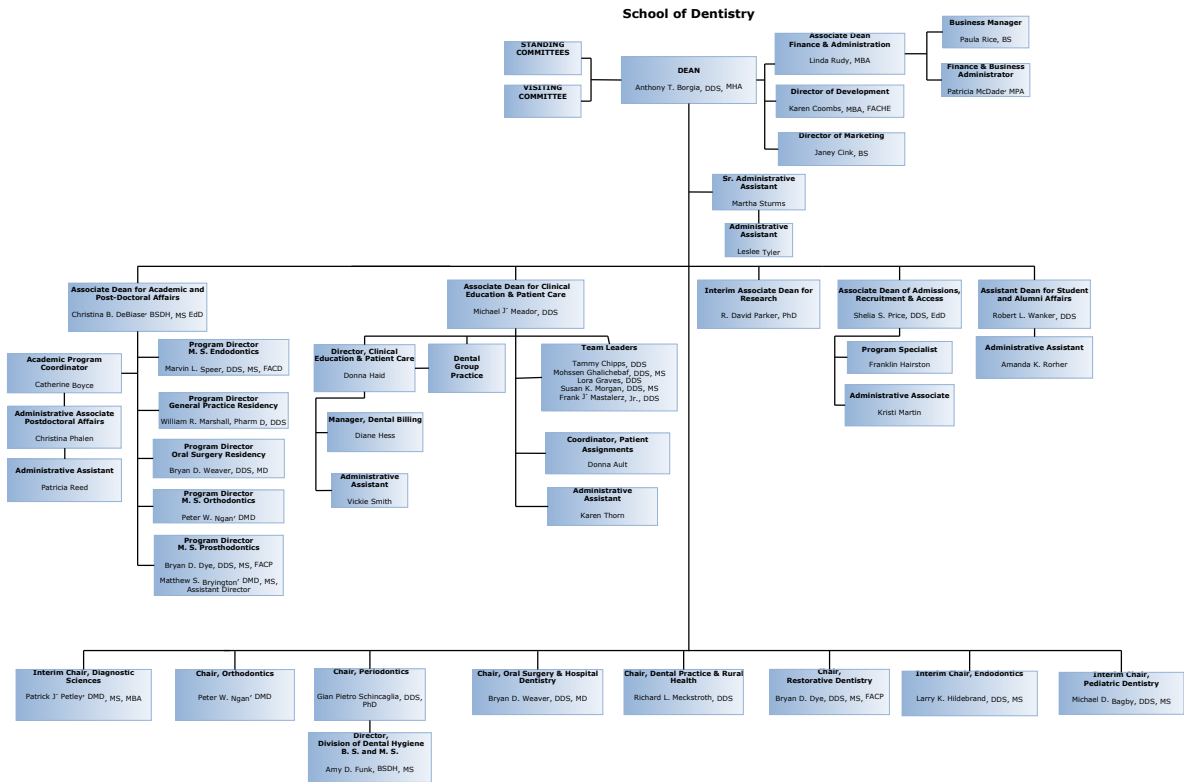 School of Dentistry
STANDING
COMMITTEES
VISITING
COMMITTEE
DEAN
Anthony T. Borgia, DDS, MHA
Associate Dean
Finance & Administration
Linda Rudy, MBA
Business Manager
Paula Rice, BS
Finance & Business
Administrator
Patricia McDade, MPA
Director of Development
Karen Coombs, MBA, FACHE
Director of Marketing
Janey Cink, BS
Sr. Administrative
Assistant
Martha Sturms
Administrative
Assistant
Leslee Tyler
Associate Dean for Academic and
Post-Doctoral Affairs
Christina B. DeBiase, BSDH, MS EdD
Associate Dean for Clinical
Education & Patient Care
Michael J. Meador, DDS
Interim Associate Dean for
Research
R. David Parker, PhD
Associate Dean of Admissions,
Recruitment & Access
Shelia S. Price, DDS, EdD
Assistant Dean for Student
and Alumni Affairs
Robert L. Wanker, DDS
Academic Program
Coordinator
Catherine Boyce
Administrative Associate
Postdoctoral Affairs
Christina Phalen
Administrative Assistant
Patricia Reed
Program Director
M. S. Endodontics
Marvin L. Speer, DDS, MS, FACD
Program Director
General Practice Residency
William R. Marshall, Pharm D, DDS
Program Director
Oral Surgery Residency
Bryan D. Weaver, DDS, MD
Program Director
M. S. Orthodontics
Peter W. Ngan, DMD
Program Director
M. S. Prosthodontics
Bryan D. Dye, DDS, MS, FACP
Matthew S. Bryington, DMD, MS,
Assistant Director
Director, Clinical
Education & Patient Care
Donna Haid
Manager, Dental Billing
Diane Hess
Administrative
Assistant
Vickie Smith
Dental
Group
Practice
Team Leaders
Tammy Chipps, DDS
Mohssen Ghalichebaf, DDS, MS
Lora Graves, DDS
Susan K. Morgan, DDS, MS
Frank J. Mastalerz, Jr., DDS
Coordinator, Patient
Assignments
Donna Ault
Administrative
Assistant
Karen Thorn
Program Specialist
Franklin Hairston
Administrative Associate
Kristi Martin
Administrative Assistant
Amanda K. Rorher
Interim Chair, Diagnostic
Sciences
Patrick J. Petley, DMD, MS, MBA
Chair, Orthodontics
Peter W. Ngan, DMD
Chair, Periodontics
Gian Pietro Schincaglia, DDS,
PhD
Director,
Division of Dental Hygiene
B. S. and M. S.
Amy D. Funk, BSDH, MS
Chair, Oral Surgery & Hospital
Dentistry
Bryan D. Weaver, DDS, MD
Chair, Dental Practice & Rural
Health
Richard L. Meckstroth, DDS
Chair,
Restorative Dentistry
Bryan D. Dye, DDS, MS, FACP
Interim Chair, Endodontics
Larry K. Hildebrand, DDS, MS
Interim Chair,
Pediatric Dentistry
Michael D. Bagby, DDS, MS